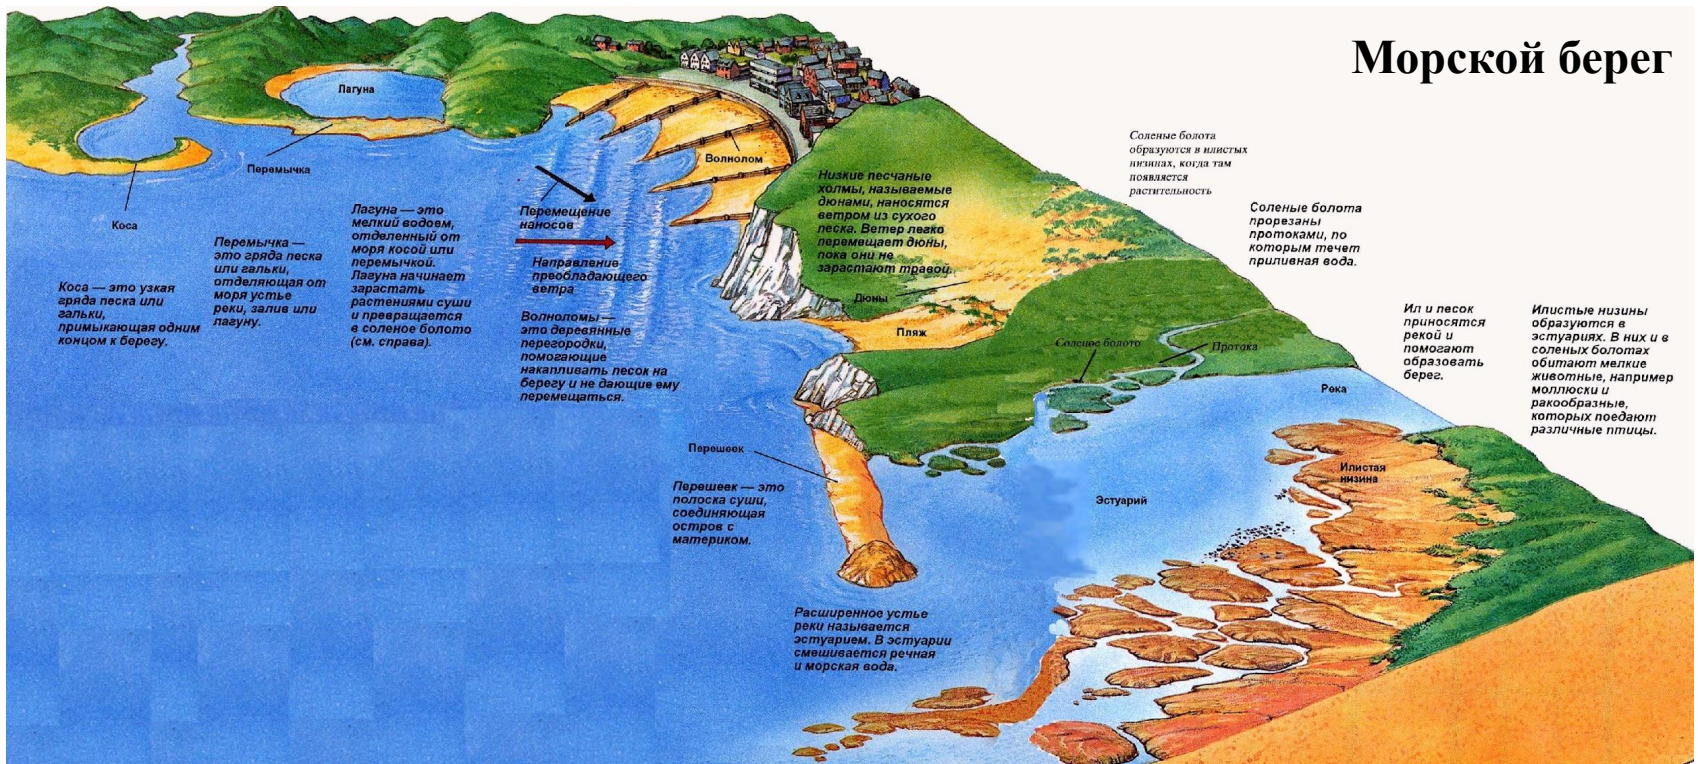 Морской берег
Лагуна
Перемычка
Коса
Волнолом
Соленые болота
образуются в илистых
низинах, когда там
появляется
растительность
Низкие песчаные
холмы, называемые
дюнами, наносятся
ветром из сухого
песка. Ветер легко
перемещает дюны,
пока они не
зарастают травой.
Соленые болота
прорезаны
протоками, по
которым течет
приливная вода.
Лагуна — это
мелкий водоем,
отделенный от
моря косой или
перемычкой.
Лагуна начинает
зарастать
растениями суши
и превращается
в соленое болото
(см. справа).
Перемещение
наносов
Направление
преобладающего
ветра
Перемычка —
это гряда песка
или гальки,
отделяющая от
моря устье
реки, залив или
лагуну.
Коса — это узкая
гряда песка или
гальки,
примыкающая одним
концом к берегу.
Волноломы —
это деревянные
перегородки,
помогающие
накапливать песок на
берегу и не дающие ему
перемещаться.
Дюны
Пляж
Соленое болото
Протока
Река
Ил и песок
приносятся
рекой и
помогают
образовать
берег.
Илистые низины
образуются в
эстуариях. В них и в
соленых болотах
обитают мелкие
животные, например
моллюски и
ракообразные,
которых поедают
различные птицы.
Перешеек
Перешеек — это
полоска суши,
соединяющая
остров с
материком.
Эстуарий
Илистая
низина
Расширенное устье
реки называется
эстуарием. В эстуарии
смешивается речная
и морская вода.